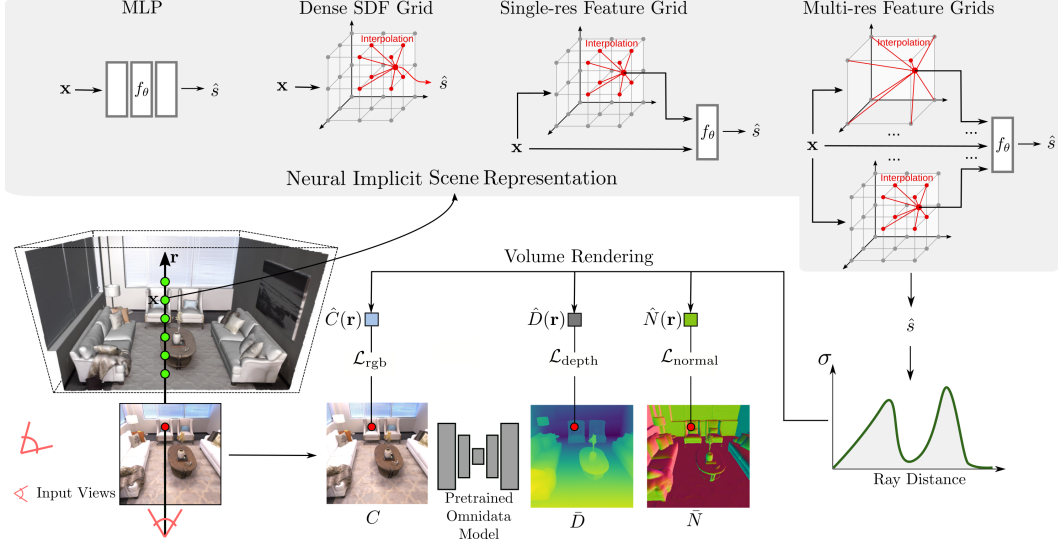 MLP
Dense SDF Grid
Single-res Feature Grid
Multi-res Feature Grids
Interpolation
Interpolation
Interpolation
Interpolation
x
f_θ
ŝ
x
ŝ
x
f_θ
ŝ
x
...
...
...
...
f_θ
ŝ
Neural Implicit Scene Representation
r
x
Volume Rendering
Ĉ(r)
D̂(r)
N̂(r)
ℒ_rgb
ℒ_depth
ℒ_normal
ŝ
σ
Ray Distance
Input Views
Pretrained
Omnidata
Model
C
D̄
N̄